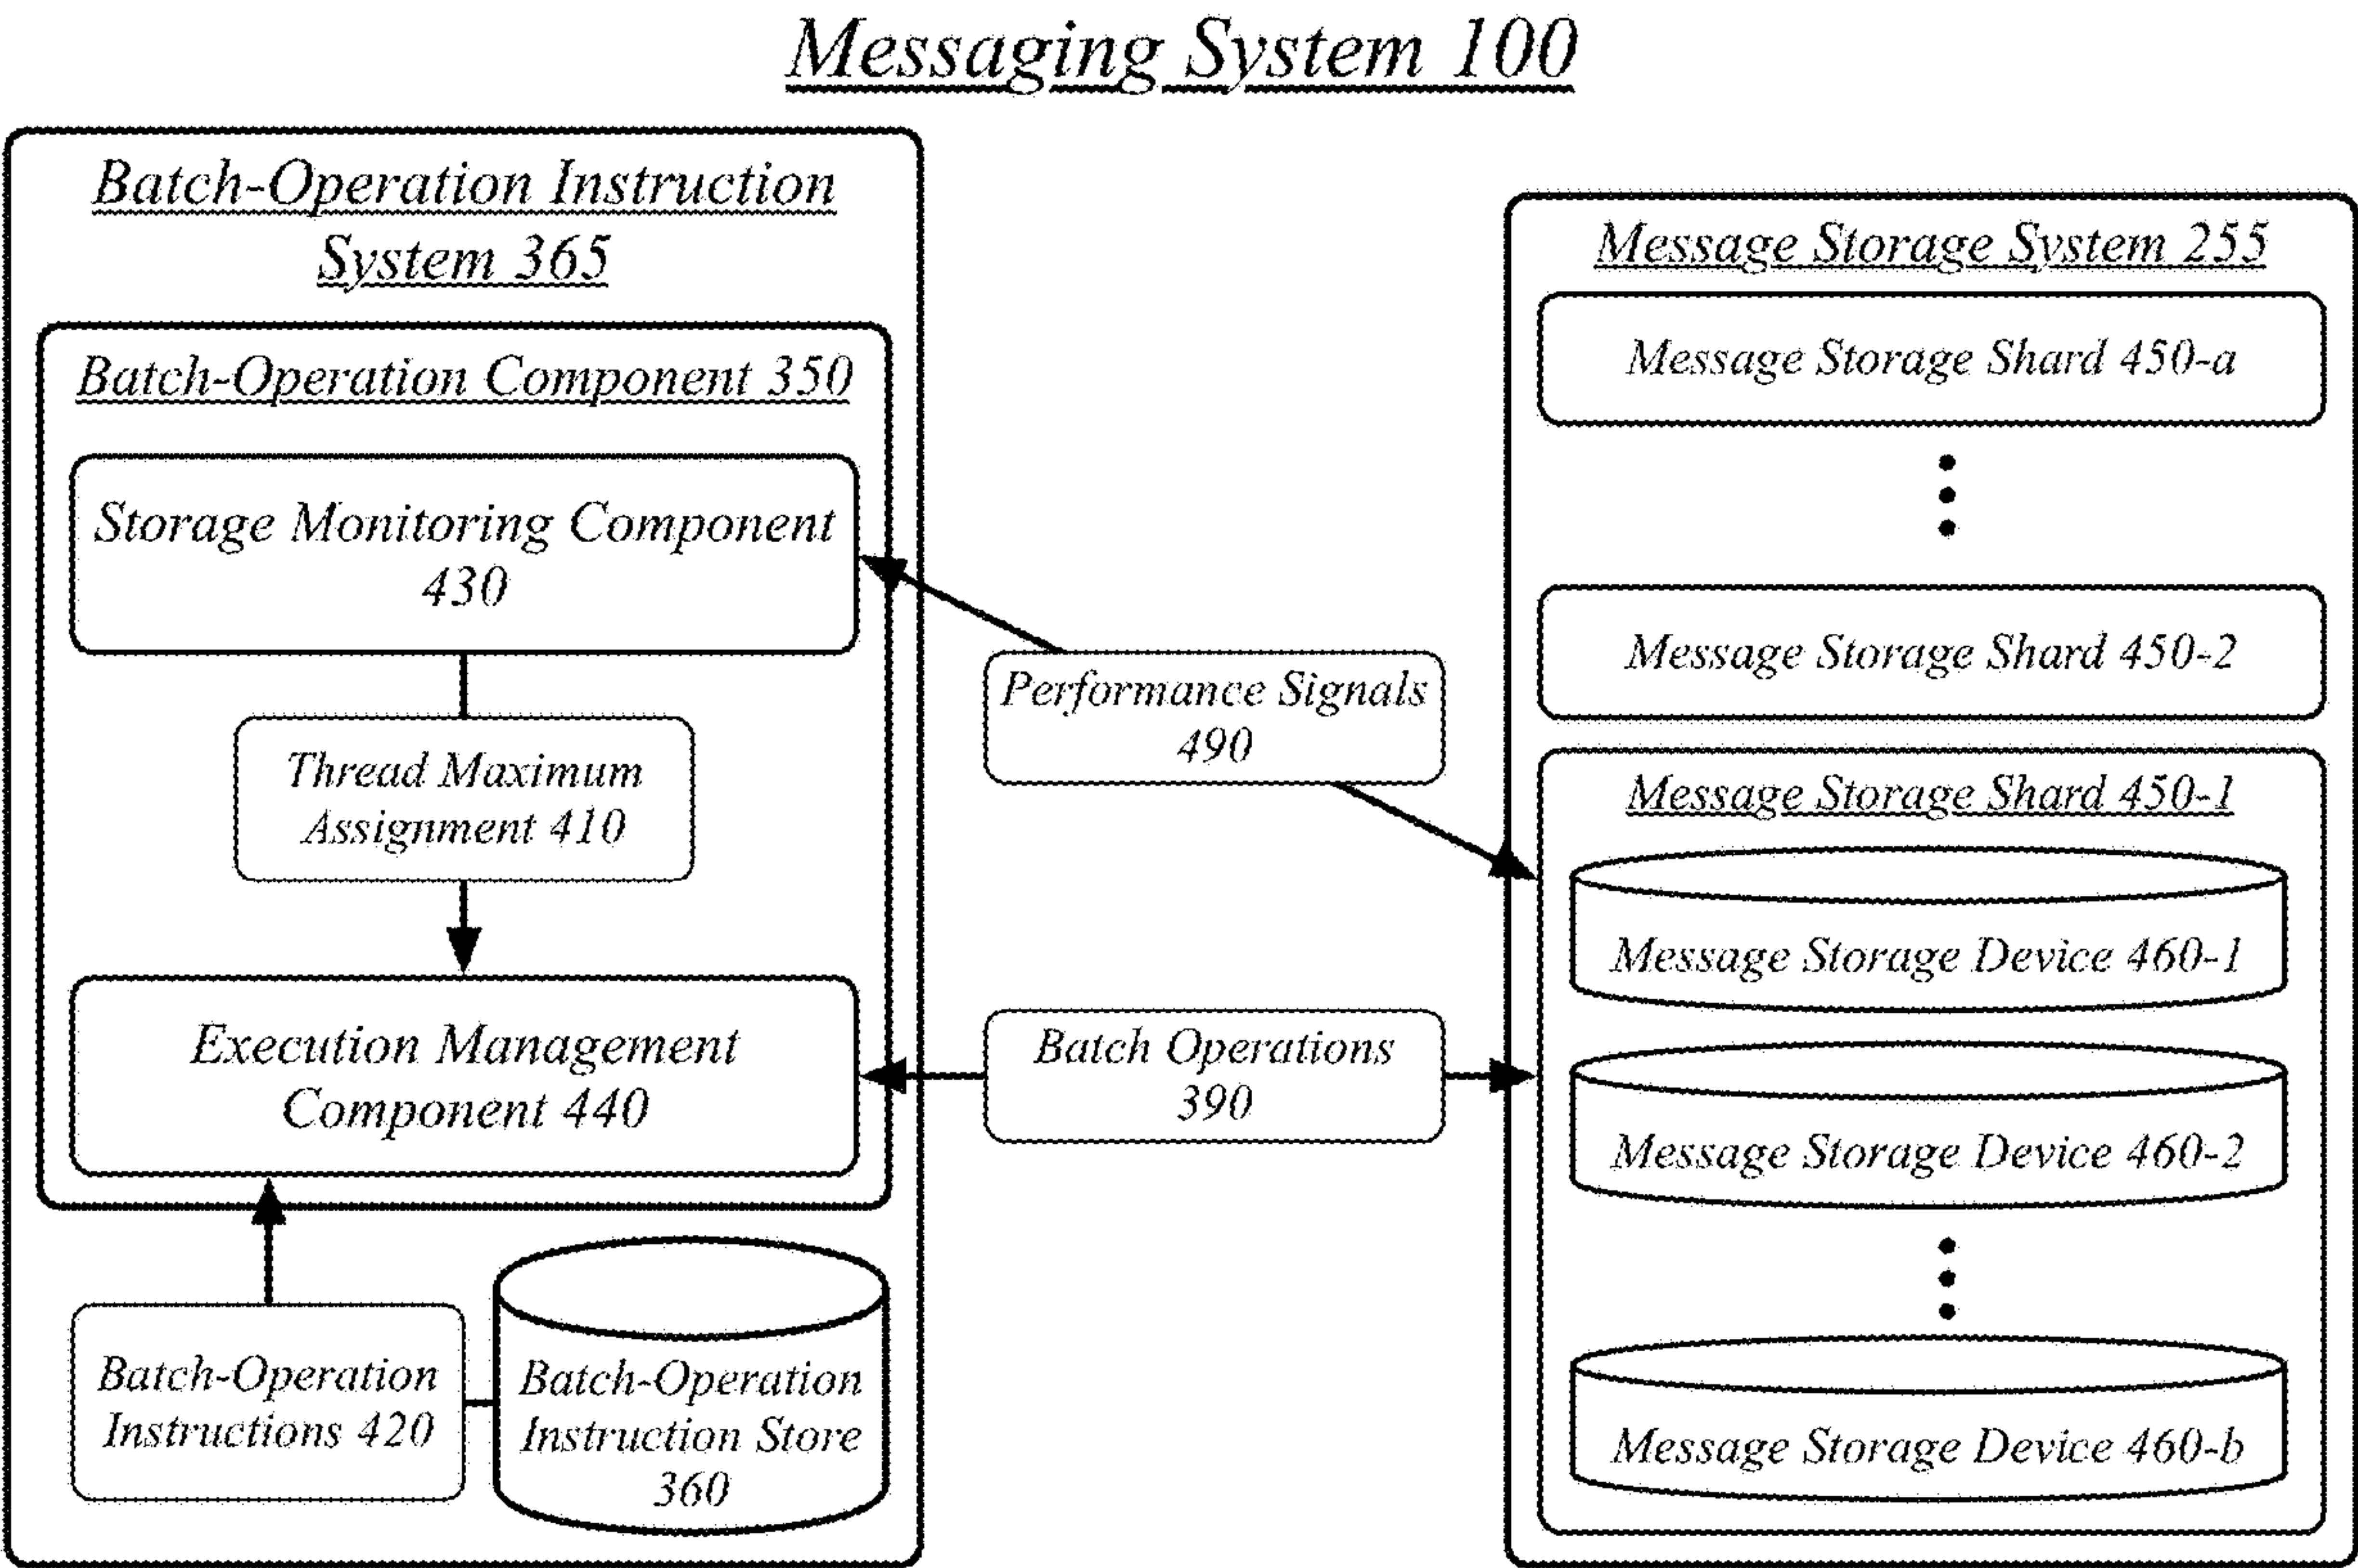 Messaging System 100
Batch-Operation Instruction
System 365
Batch-Operation Component 350
Storage Monitoring Component
430
Thread Maximum
Assignment 410
Execution Management
Component 440
Batch-Operation
Instructions 420
Batch-Operation
Instruction Store
360
Performance Signals
490
Batch Operations
390
Message Storage System 255
Message Storage Shard 450-a
Message Storage Shard 450-2
Message Storage Shard 450-1
Message Storage Device 460-1
Message Storage Device 460-2
Message Storage Device 460-b